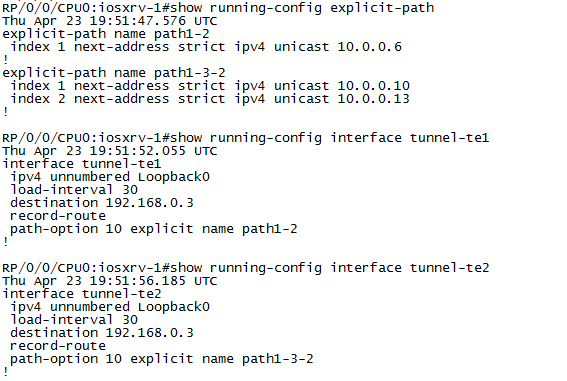 RP/0/0/CPU0:iosxrv-1#show running-config explicit-path
Thu Apr 23 19:51:47.576 UTC
explicit-path name path1-2
 index 1 next-address strict ipv4 unicast 10.0.0.6
!
explicit-path name path1-3-2
 index 1 next-address strict ipv4 unicast 10.0.0.10
 index 2 next-address strict ipv4 unicast 10.0.0.13
!

RP/0/0/CPU0:iosxrv-1#show running-config interface tunnel-te1
Thu Apr 23 19:51:52.055 UTC
interface tunnel-te1
 ipv4 unnumbered Loopback0
 load-interval 30
 destination 192.168.0.3
 record-route
 path-option 10 explicit name path1-2
!

RP/0/0/CPU0:iosxrv-1#show running-config interface tunnel-te2
Thu Apr 23 19:51:56.185 UTC
interface tunnel-te2
 ipv4 unnumbered Loopback0
 load-interval 30
 destination 192.168.0.3
 record-route
 path-option 10 explicit name path1-3-2
!